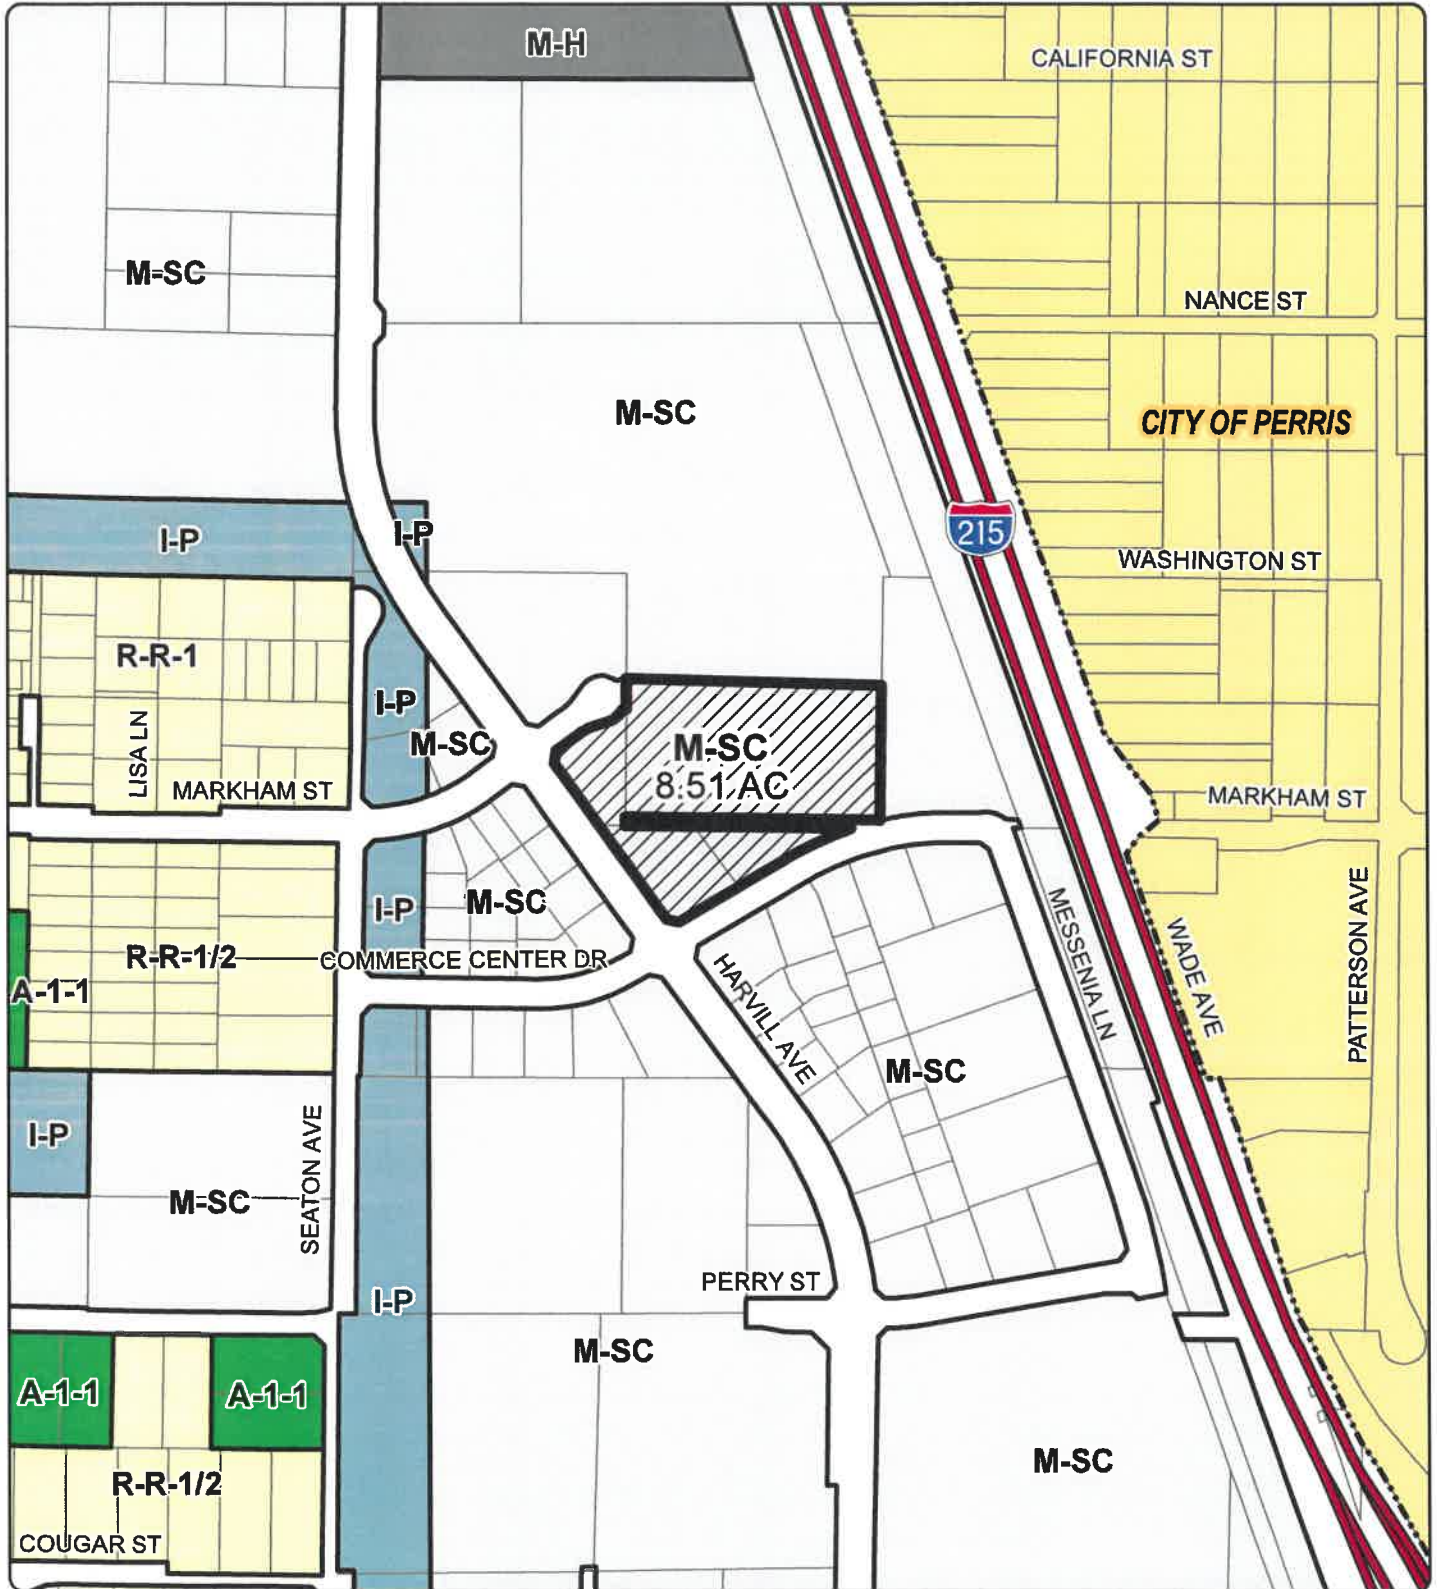 M-H
CALIFORNIA ST
M-SC
NANCE ST
M-SC
CITY OF PERRIS
I-P
I-P
215
WASHINGTON ST
R-R-1
I-P
LISA LN
M-SC
M-SC
8.51 AC
MARKHAM ST
MARKHAM ST
I-P
M-SC
R-R-1/2
COMMERCE CENTER DR
A-1-1
HARVILL AVE
MESSENIA LN
WADE AVE
PATTERSON AVE
M-SC
I-P
SEATON AVE
M-SC
PERRY ST
I-P
M-SC
A-1-1
A-1-1
M-SC
R-R-1/2
COUGAR ST